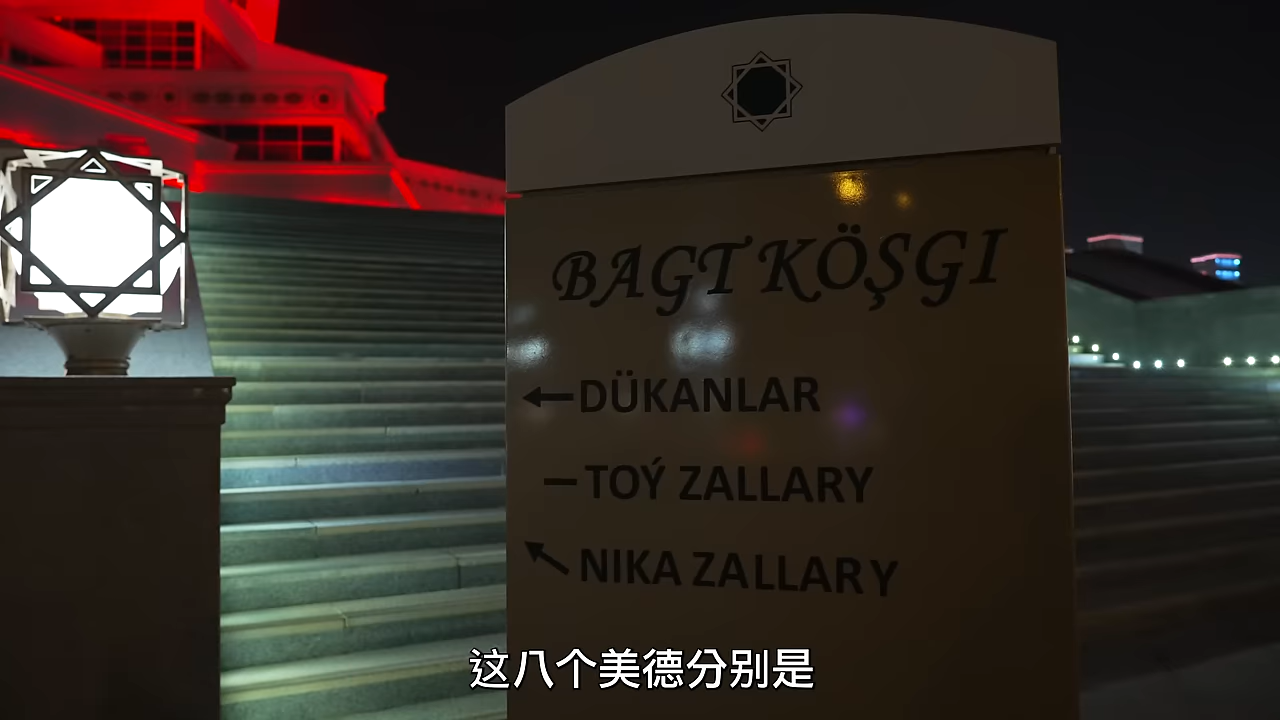 BAGT KÖŞGI
DÜKANLAR
TOÝ ZALLARY
NIKA ZALLARY
这八个美德分别是